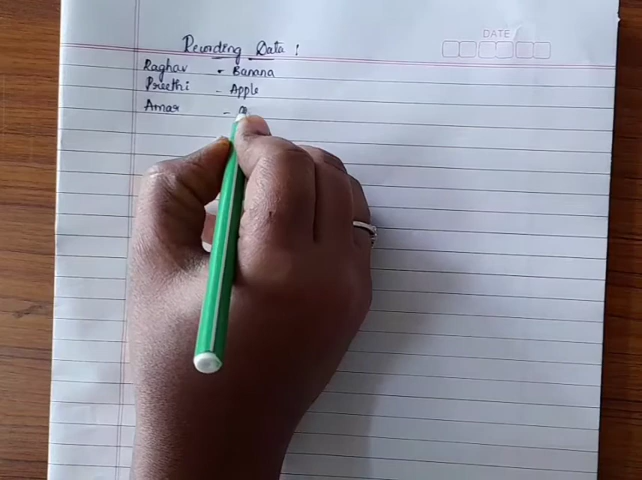 DATE
Recording Data :
Raghav - Banana
Preethi - Apple
Amar -